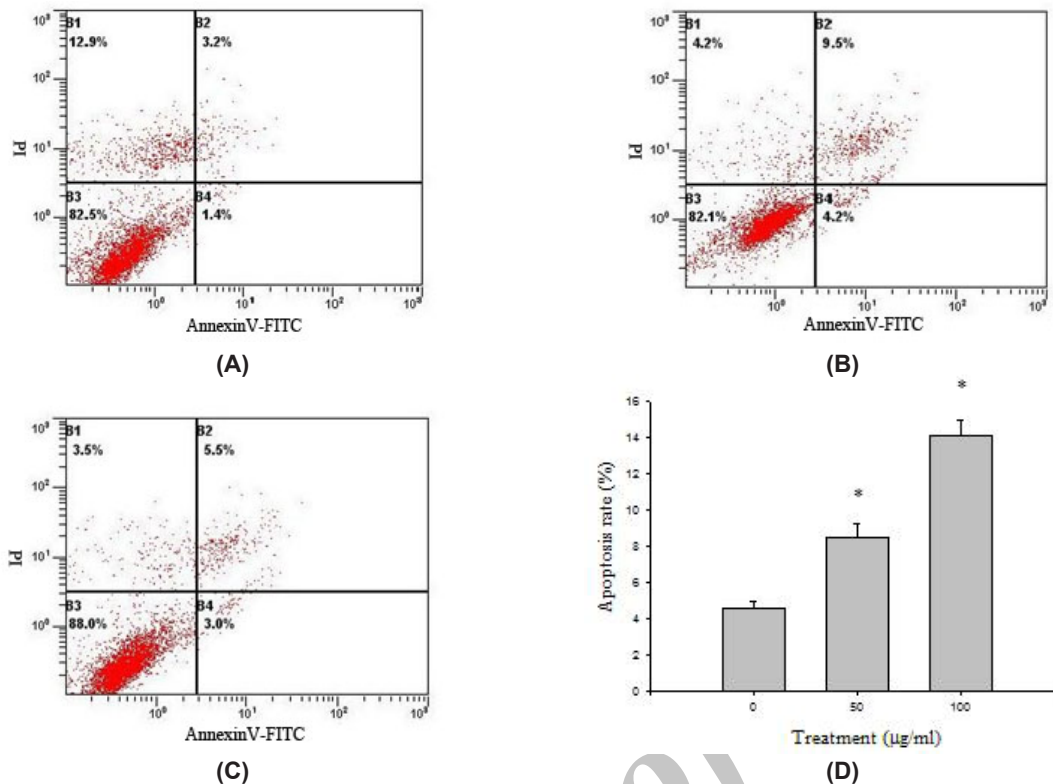 B1
12.9%
B2
3.2%
B3
82.5%
B4
1.4%
10³
10²
10¹
10⁰
PI
10⁰ 10¹ 10² 10³
AnnexinV-FITC
(A)
B1
4.2%
B2
9.5%
B3
82.1%
B4
4.2%
10³
10²
10¹
10⁰
PI
10⁰ 10¹ 10² 10³
AnnexinV-FITC
(B)
B1
3.5%
B2
5.5%
B3
88.0%
B4
3.0%
10³
10²
10¹
10⁰
PI
10⁰ 10¹ 10² 10³
AnnexinV-FITC
(C)
16
14
12
10
8
6
4
2
0
Apoptosis rate (%)
*
*
0 50 100
Treatment (µg/ml)
(D)